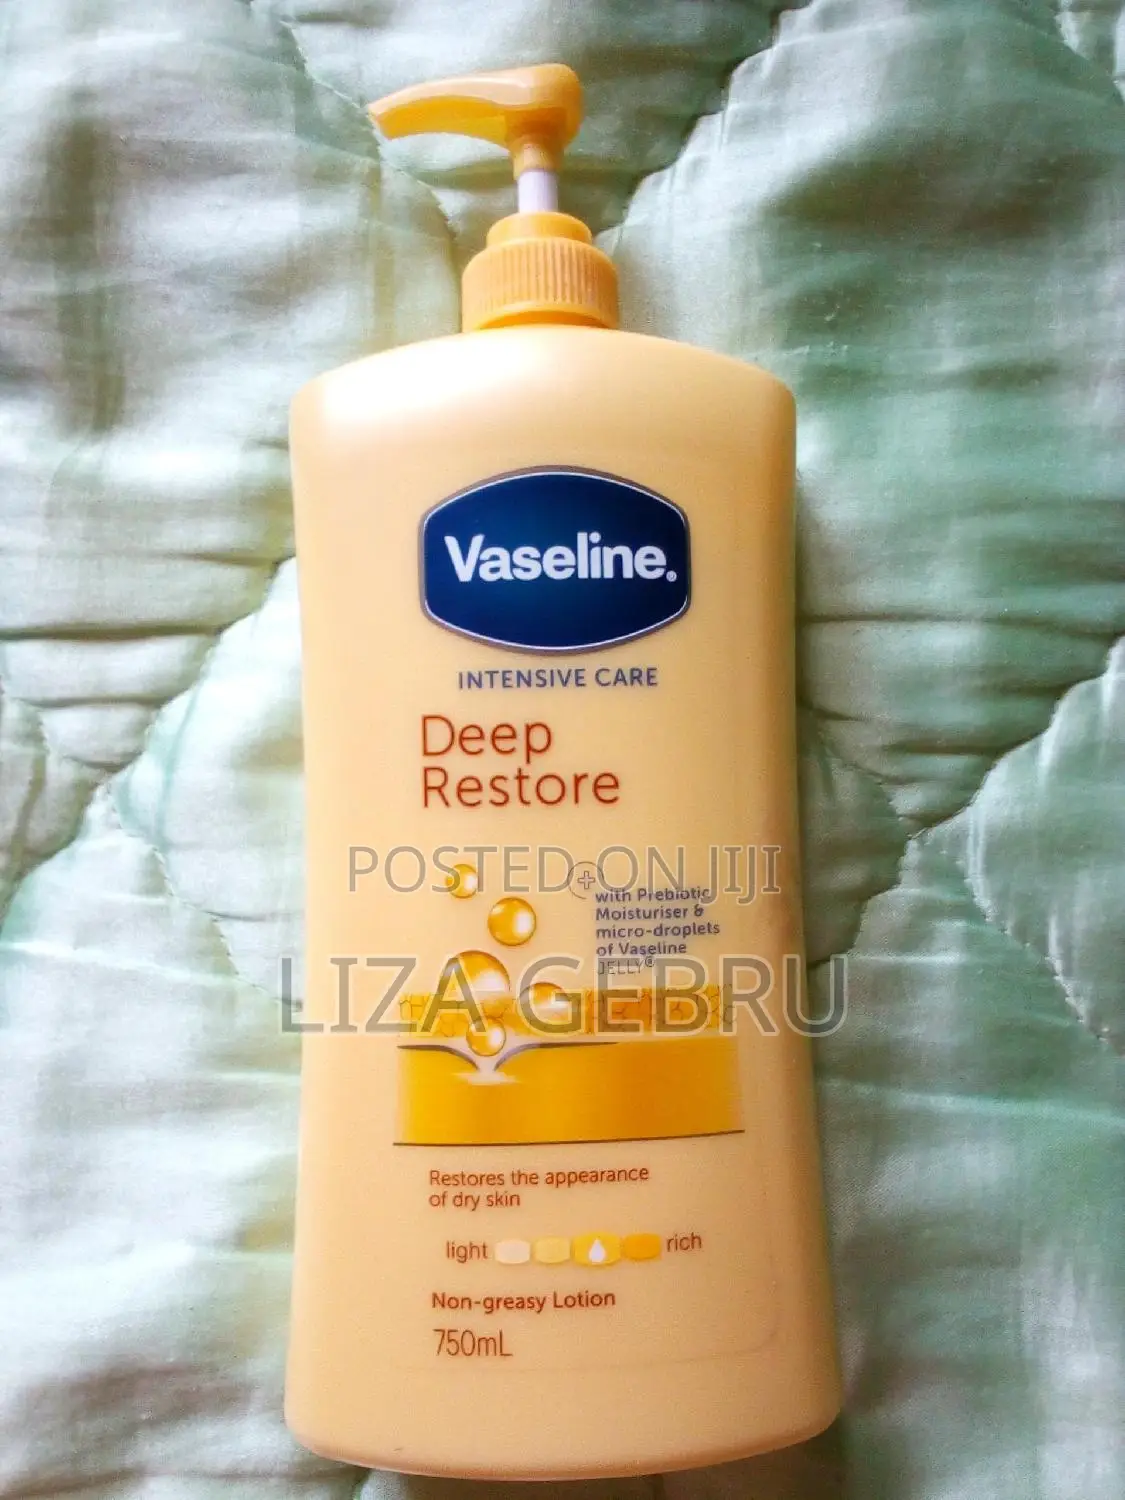 Vaseline®
INTENSIVE CARE
Deep
Restore
POSTED ON JIJI
with Prebiotic
Moisturiser &
micro-droplets
of Vaseline
JELLY®
LIZA GEBRU
Restores the appearance
of dry skin
light rich
Non-greasy Lotion
750mL